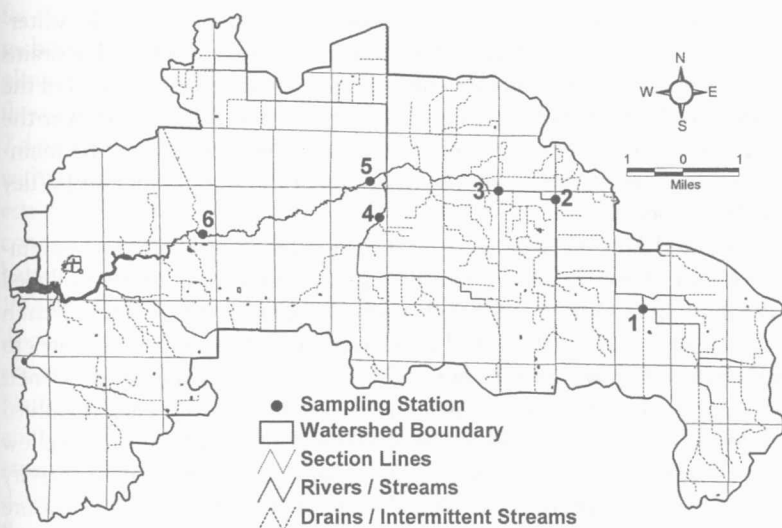 N
W E
S
1 0 1
Miles
5
3
2
4
6
1
Sampling Station
Watershed Boundary
Section Lines
Rivers / Streams
Drains / Intermittent Streams